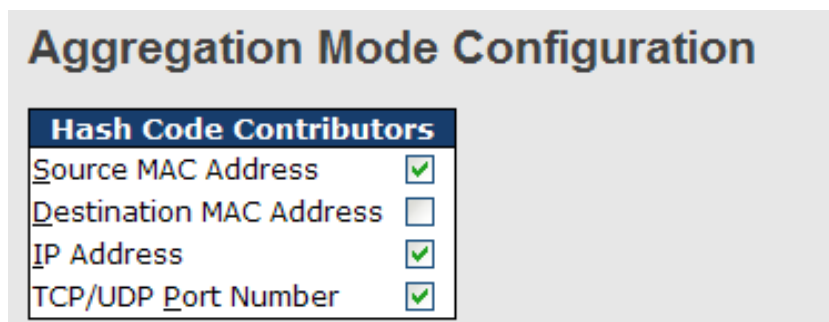 Aggregation Mode Configuration
Hash Code Contributors
Source MAC Address
Destination MAC Address
IP Address
TCP/UDP Port Number